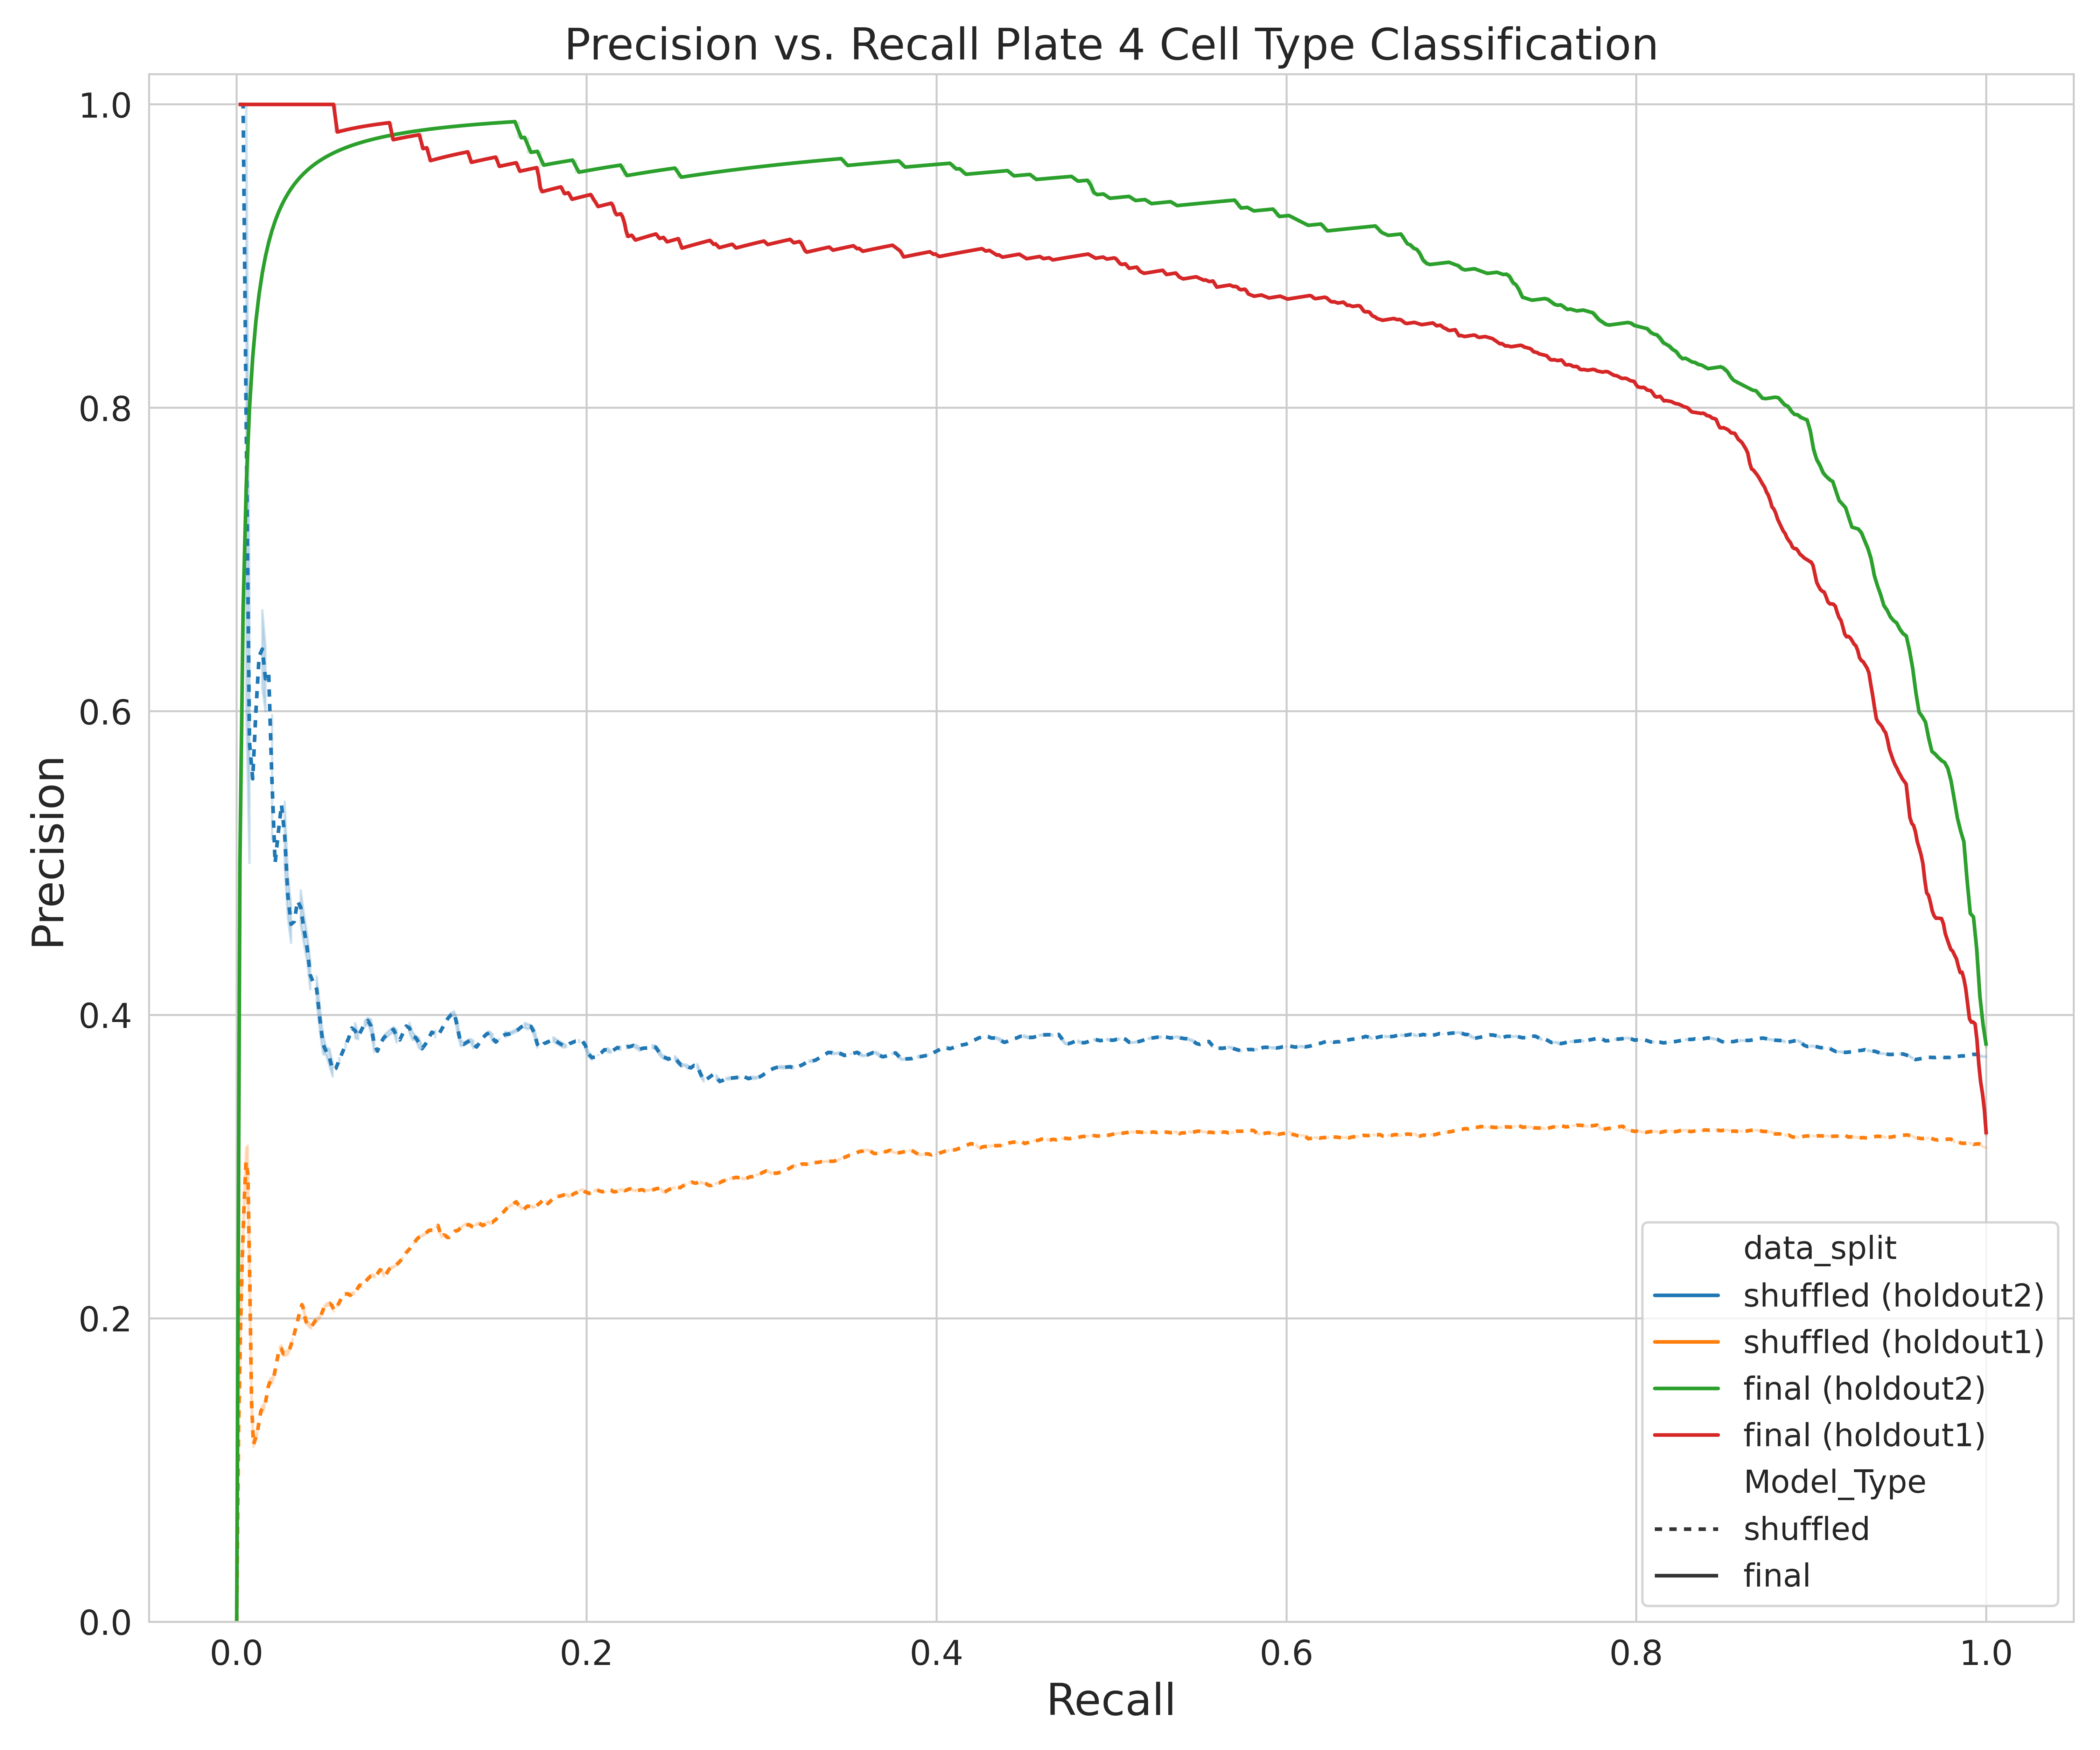 Precision vs. Recall Plate 4 Cell Type Classification
Precision
1.0
0.8
0.6
0.4
0.2
0.0
0.0 0.2 0.4 0.6 0.8 1.0
Recall
data_split
shuffled (holdout2)
shuffled (holdout1)
final (holdout2)
final (holdout1)
Model_Type
shuffled
final